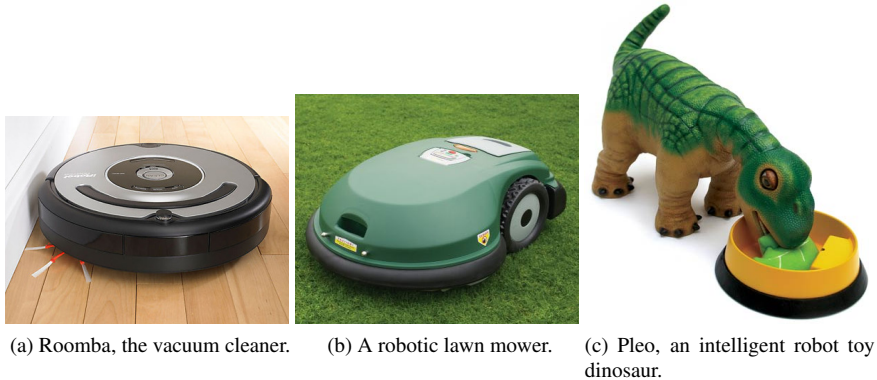 (a) Roomba, the vacuum cleaner.
(b) A robotic lawn mower.
(c) Pleo, an intelligent robot toy
dinosaur.